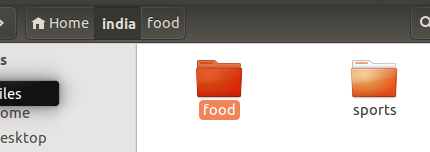 Home india food
s
iles
ome
esktop
food sports